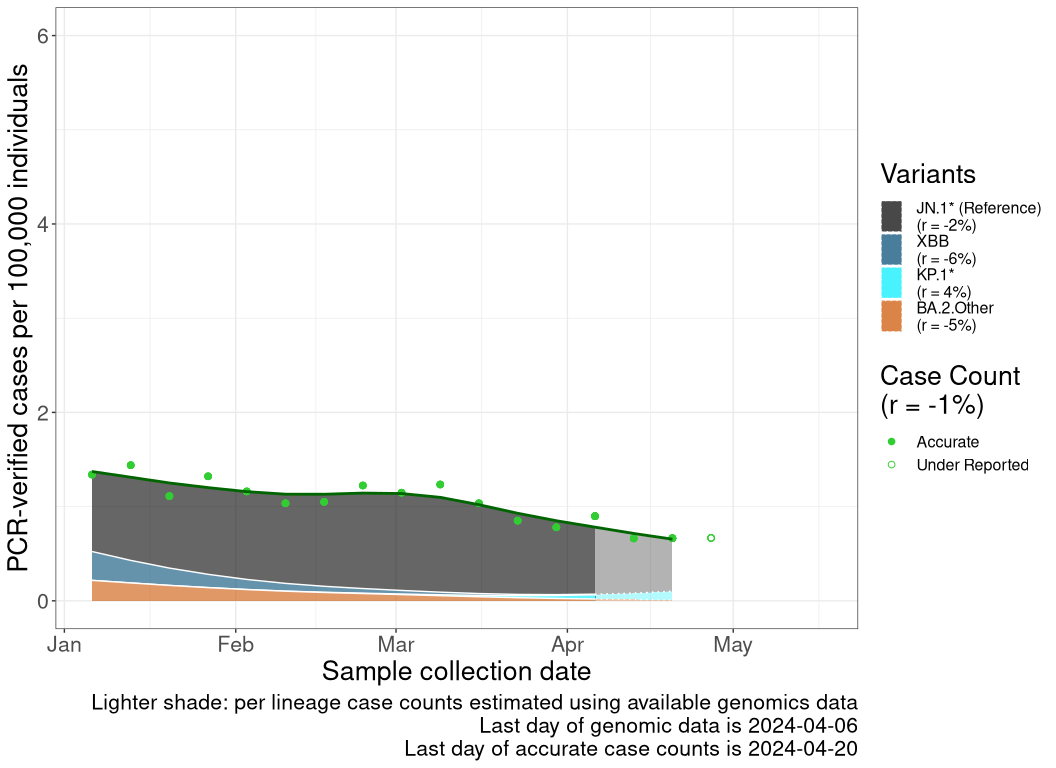 PCR-verified cases per 100,000 individuals
6
4
2
0
Jan
Feb
Mar
Apr
May
Sample collection date
Lighter shade: per lineage case counts estimated using available genomics data
Last day of genomic data is 2024-04-06
Last day of accurate case counts is 2024-04-20
Variants
JN.1* (Reference)
(r = -2%)
XBB
(r = -6%)
KP.1*
(r = 4%)
BA.2.Other
(r = -5%)
Case Count
(r = -1%)
Accurate
Under Reported